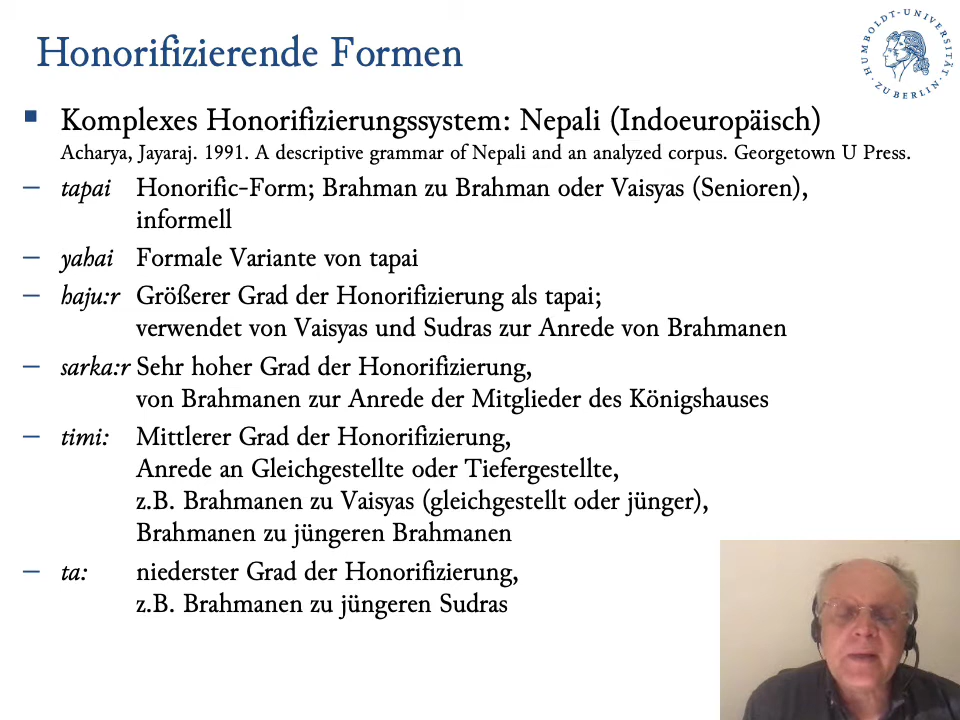 Honorifizierende Formen
HUMBOLDT-UNIVERSITÄT · ZU BERLIN ·
▪ Komplexes Honorifizierungssystem: Nepali (Indoeuropäisch)
Acharya, Jayaraj. 1991. A descriptive grammar of Nepali and an analyzed corpus. Georgetown U Press.
– tapai Honorific-Form; Brahman zu Brahman oder Vaisyas (Senioren),
informell
– yahai Formale Variante von tapai
– haju:r Größerer Grad der Honorifizierung als tapai;
verwendet von Vaisyas und Sudras zur Anrede von Brahmanen
– sarka:r Sehr hoher Grad der Honorifizierung,
von Brahmanen zur Anrede der Mitglieder des Königshauses
– timi: Mittlerer Grad der Honorifizierung,
Anrede an Gleichgestellte oder Tiefergestellte,
z.B. Brahmanen zu Vaisyas (gleichgestellt oder jünger),
Brahmanen zu jüngeren Brahmanen
– ta: niederster Grad der Honorifizierung,
z.B. Brahmanen zu jüngeren Sudras